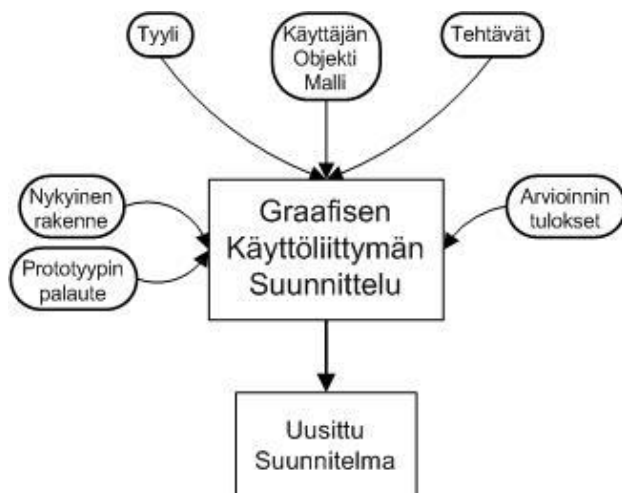 Tyyli
Käyttäjän
Objekti
Malli
Tehtävät
Nykyinen
rakenne
Prototyypin
palaute
Graafisen
Käyttöliittymän
Suunnittelu
Arvioinnin
tulokset
Uusittu
Suunnitelma